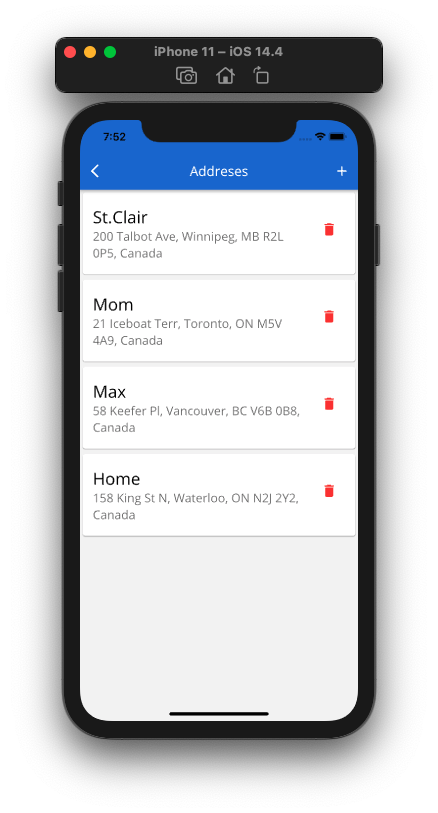 iPhone 11 – iOS 14.4
7:52
Addreses
St.Clair
200 Talbot Ave, Winnipeg, MB R2L
0P5, Canada
Mom
21 Iceboat Terr, Toronto, ON M5V
4A9, Canada
Max
58 Keefer Pl, Vancouver, BC V6B 0B8,
Canada
Home
158 King St N, Waterloo, ON N2J 2Y2,
Canada